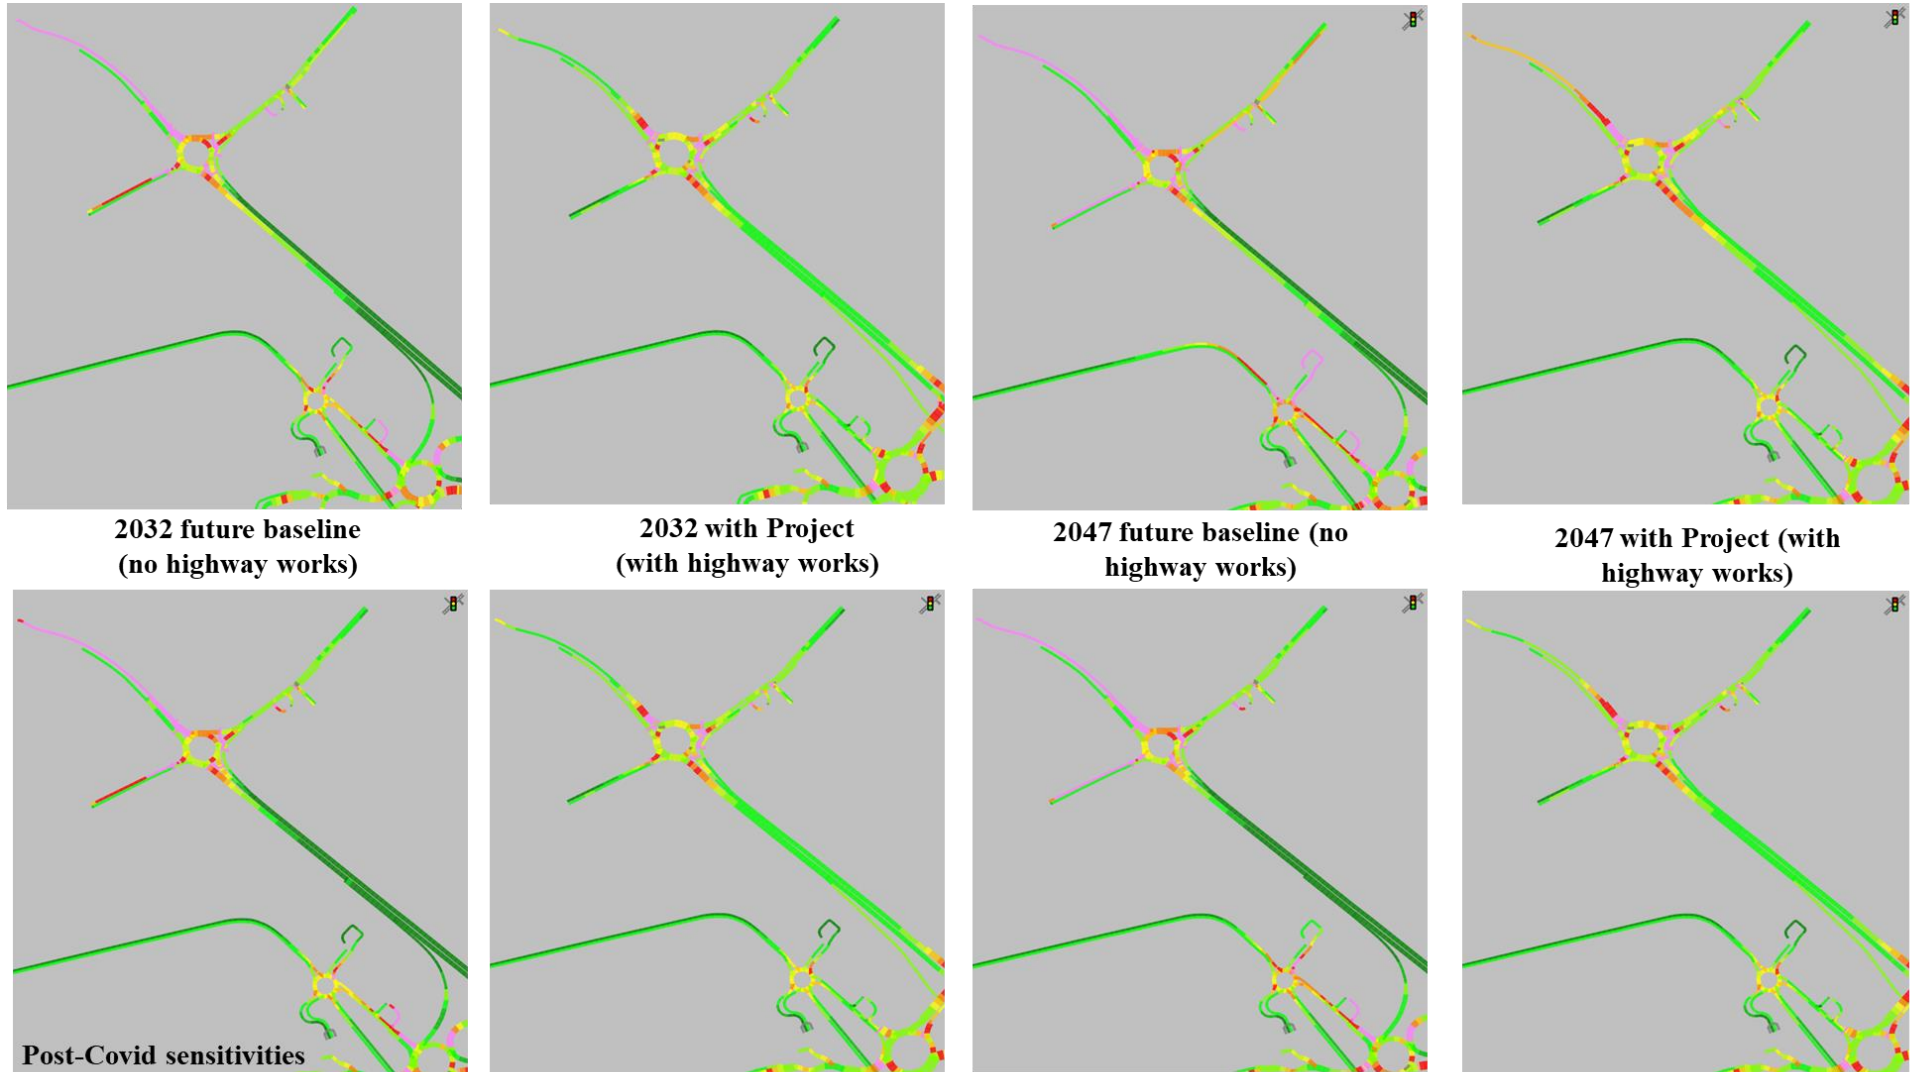 2032 future baseline
(no highway works)
2032 with Project
(with highway works)
2047 future baseline (no
highway works)
2047 with Project (with
highway works)
Post-Covid sensitivities